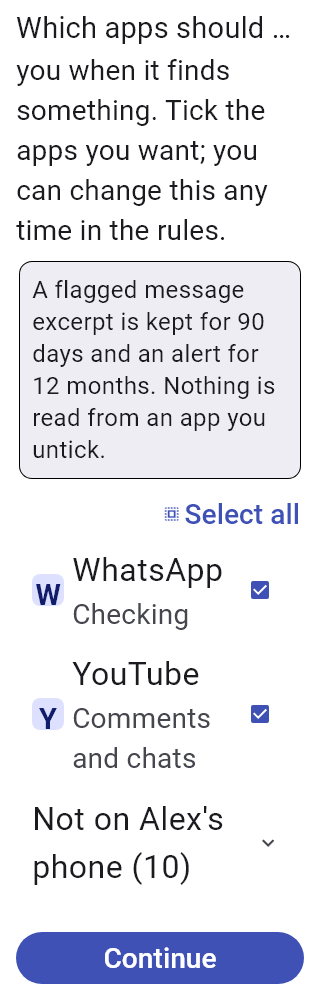 Which apps should …
you when it finds
something. Tick the
apps you want; you
can change this any
time in the rules.
A flagged message
excerpt is kept for 90
days and an alert for
12 months. Nothing is
read from an app you
untick.
Select all
W
WhatsApp
Checking
Y
YouTube
Comments
and chats
Not on Alex's
phone (10)
Continue